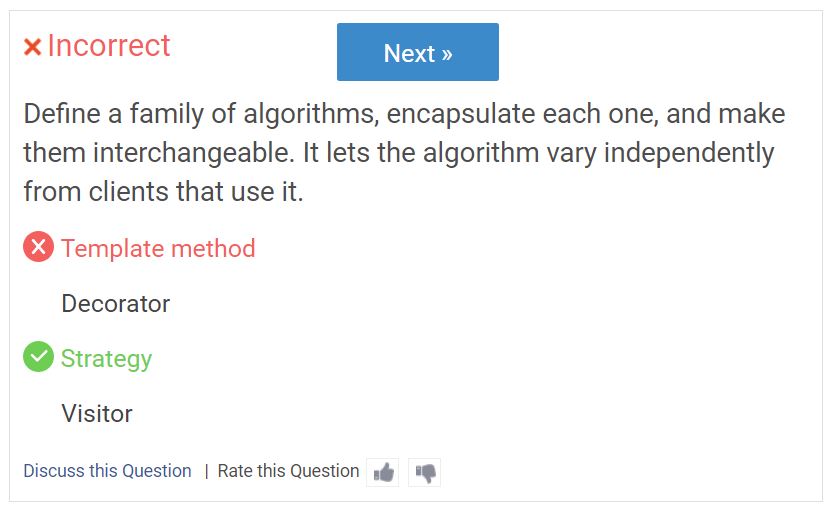 Incorrect
Next »
Define a family of algorithms, encapsulate each one, and make
them interchangeable. It lets the algorithm vary independently
from clients that use it.
Template method
Decorator
Strategy
Visitor
Discuss this Question | Rate this Question